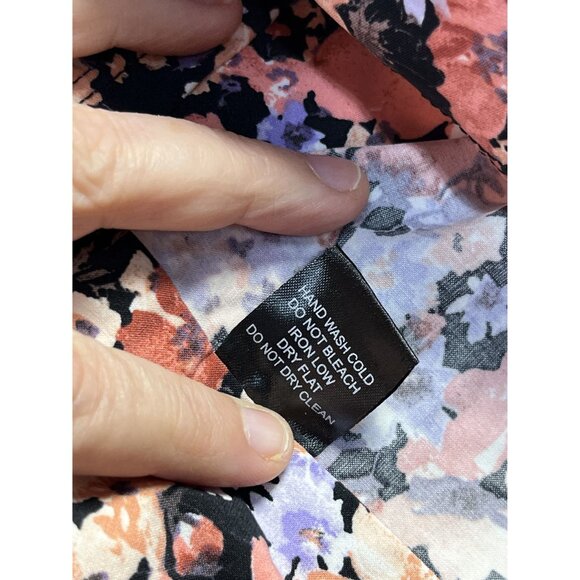 HAND WASH COLD
DO NOT BLEACH
IRON LOW
DRY FLAT
DO NOT DRY CLEAN